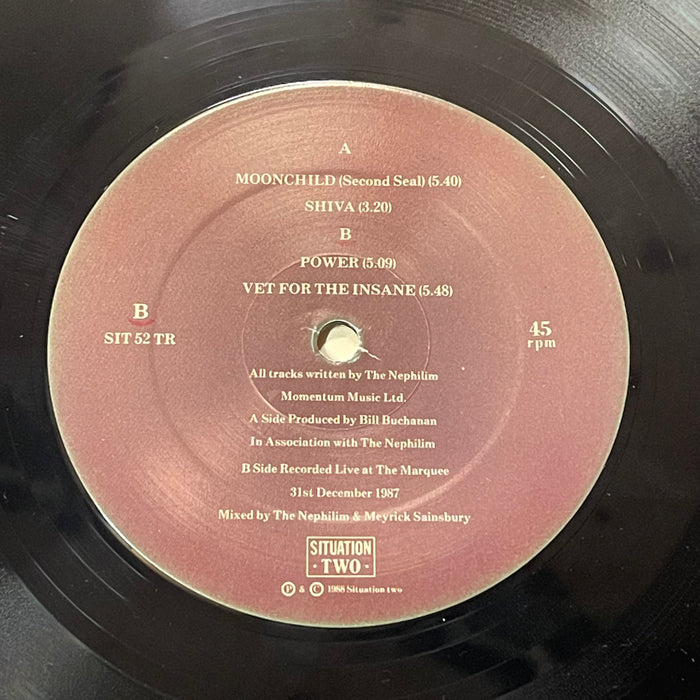 A
MOONCHILD (Second Seal) (5.40)
SHIVA (3.20)
B
POWER (5.09)
VET FOR THE INSANE (5.48)
B
SIT 52 TR
45
rpm
All tracks written by The Nephilim
Momentum Music Ltd.
A Side Produced by Bill Buchanan
In Association with The Nephilim
B Side Recorded Live at The Marquee
31st December 1987
Mixed by The Nephilim & Meyrick Sainsbury
SITUATION
· TWO ·
Ⓟ & © 1988 Situation two